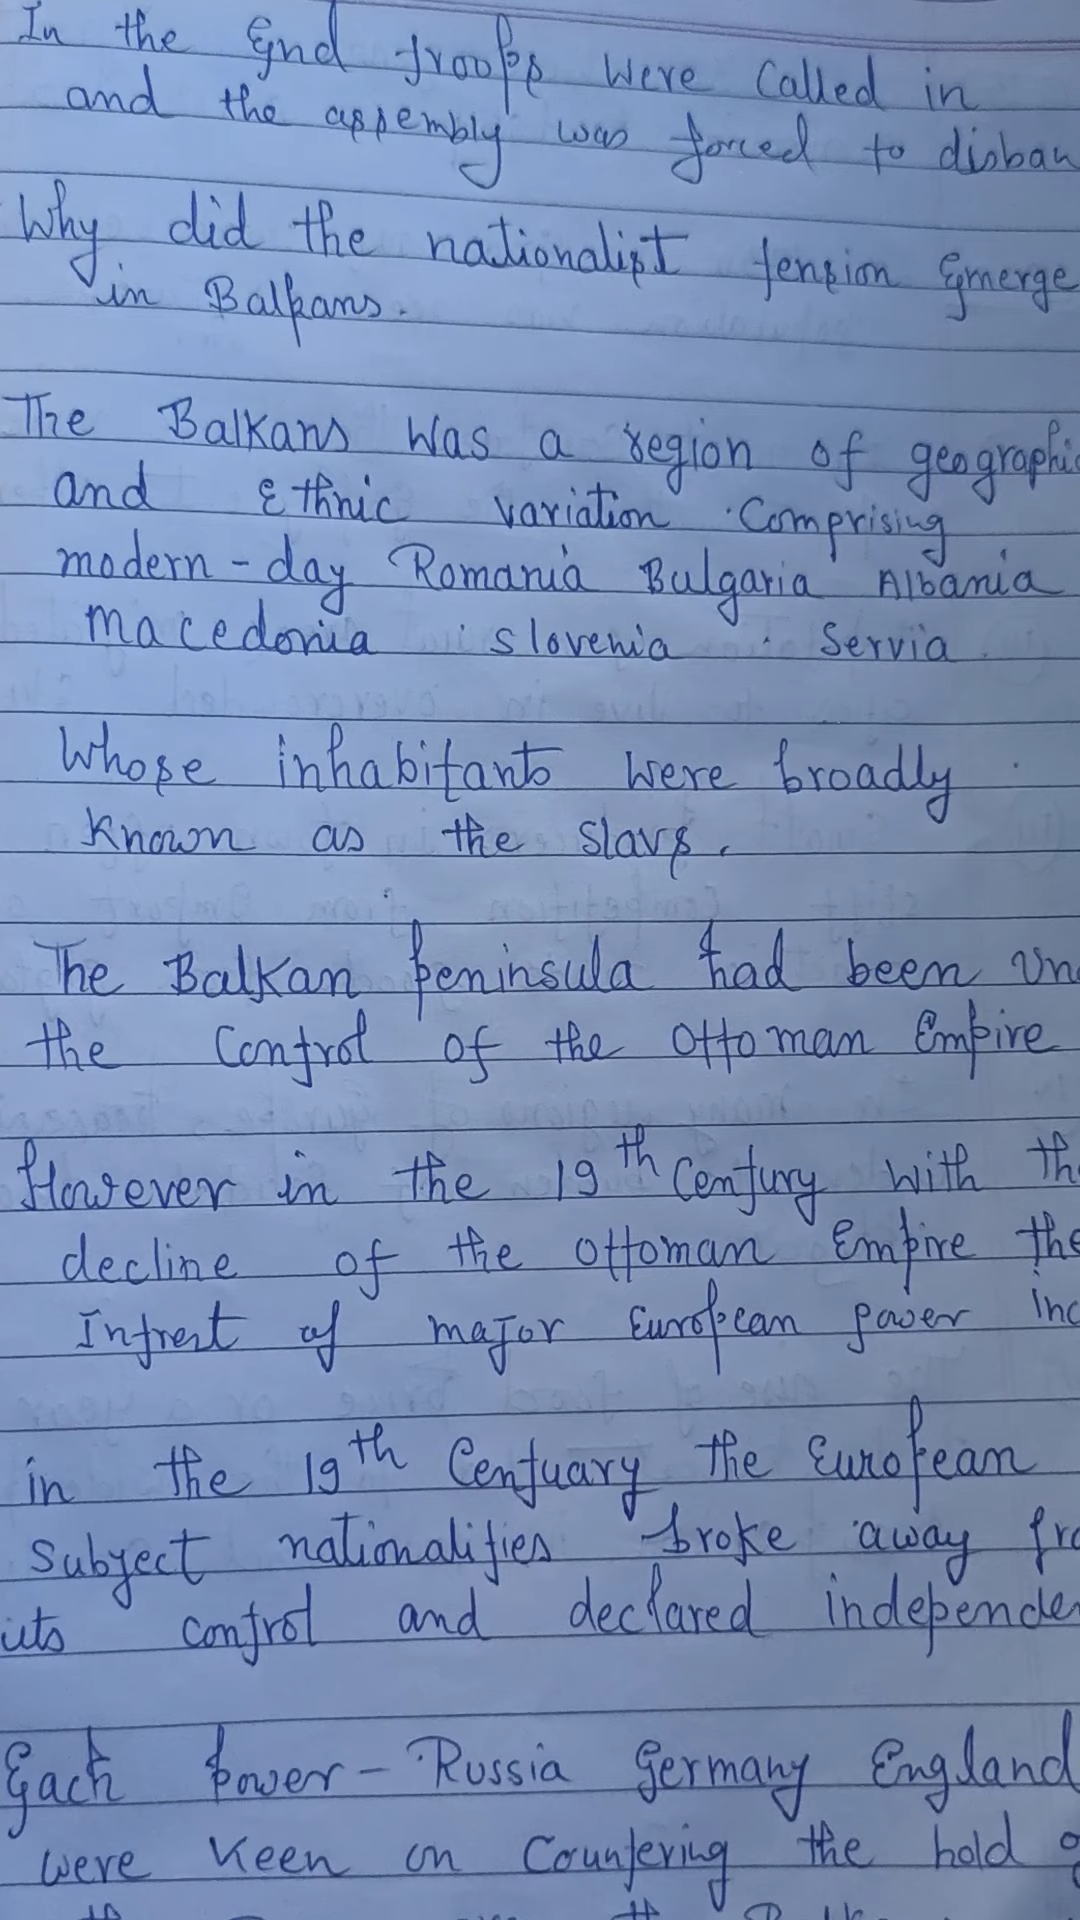 In the End troops were Called in
and the assembly was forced to disban
Why did the nationalist tension Emerge
in Balkans.
The Balkans was a region of geographic
and Ethnic variation Comprising
modern-day Romania Bulgaria Albania
Macedonia Slovenia Servia
Whose inhabitants were broadly
Known as the Slavs.
The Balkan peninsula had been un
the Control of the Ottoman Empire
However in the 19th Century with the
decline of the Ottoman Empire the
Intrest of major European power inc
in the 19th Centuary the European
Subject nationalities broke away fro
its control and declared independe
Each power - Russia Germany England
were Keen on Countering the hold o